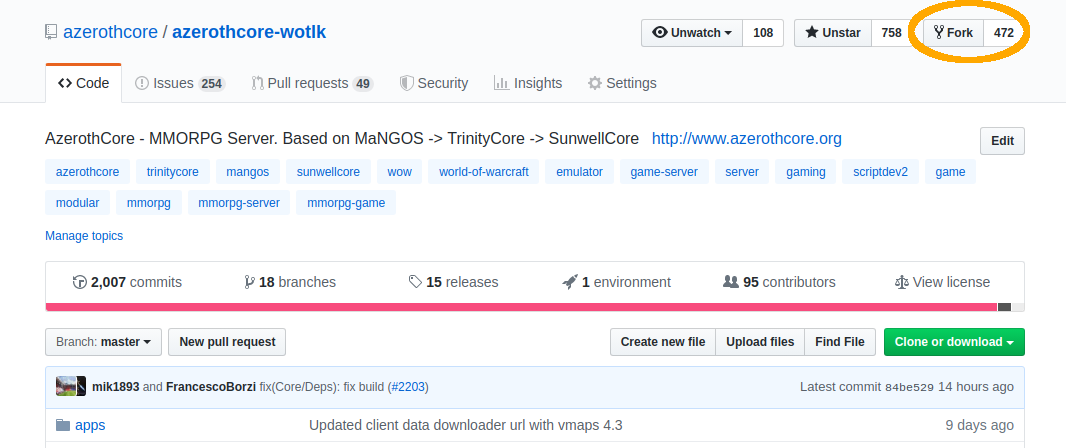 azerothcore / azerothcore-wotlk Unwatch 108 Unstar 758 Fork 472
Code Issues 254 Pull requests 49 Security Insights Settings
AzerothCore - MMORPG Server. Based on MaNGOS -> TrinityCore -> SunwellCore http://www.azerothcore.org Edit
azerothcore trinitycore mangos sunwellcore wow world-of-warcraft emulator game-server server gaming scriptdev2 game
modular mmorpg mmorpg-server mmorpg-game
Manage topics
2,007 commits 18 branches 15 releases 1 environment 95 contributors View license
Branch: master New pull request Create new file Upload files Find File Clone or download
mik1893 and FrancescoBorzi fix(Core/Deps): fix build (#2203) Latest commit 84be529 14 hours ago
apps Updated client data downloader url with vmaps 4.3 9 days ago